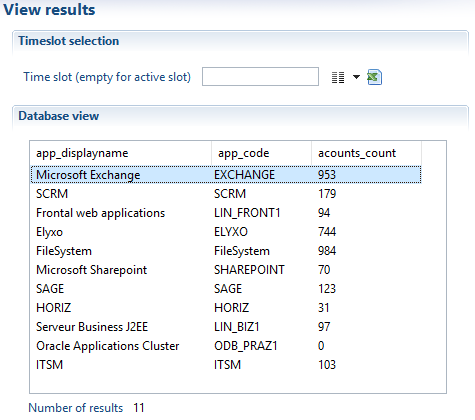 View results
Timeslot selection
Time slot (empty for active slot)
Database view
app_displayname app_code acounts_count
Microsoft Exchange EXCHANGE 953
SCRM SCRM 179
Frontal web applications LIN_FRONT1 94
Elyxo ELYXO 744
FileSystem FileSystem 984
Microsoft Sharepoint SHAREPOINT 70
SAGE SAGE 123
HORIZ HORIZ 31
Serveur Business J2EE LIN_BIZ1 97
Oracle Applications Cluster ODB_PRAZ1 0
ITSM ITSM 103
Number of results 11